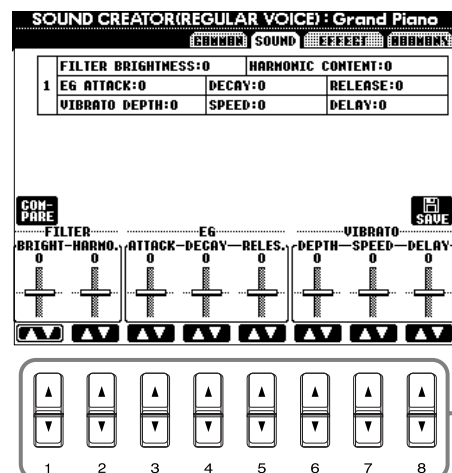 SOUND CREATOR(REGULAR VOICE) : Grand Piano
COMMON SOUND EFFECT HARMONY
FILTER BRIGHTNESS:0 HARMONIC CONTENT:0
1 EG ATTACK:0 DECAY:0 RELEASE:0
VIBRATO DEPTH:0 SPEED:0 DELAY:0
COM-
PARE
SAVE
FILTER EG VIBRATO
BRIGHT-HARMO. ATTACK-DECAY-RELES. DEPTH-SPEED-DELAY
0 0 0 0 0 0 0 0
1 2 3 4 5 6 7 8